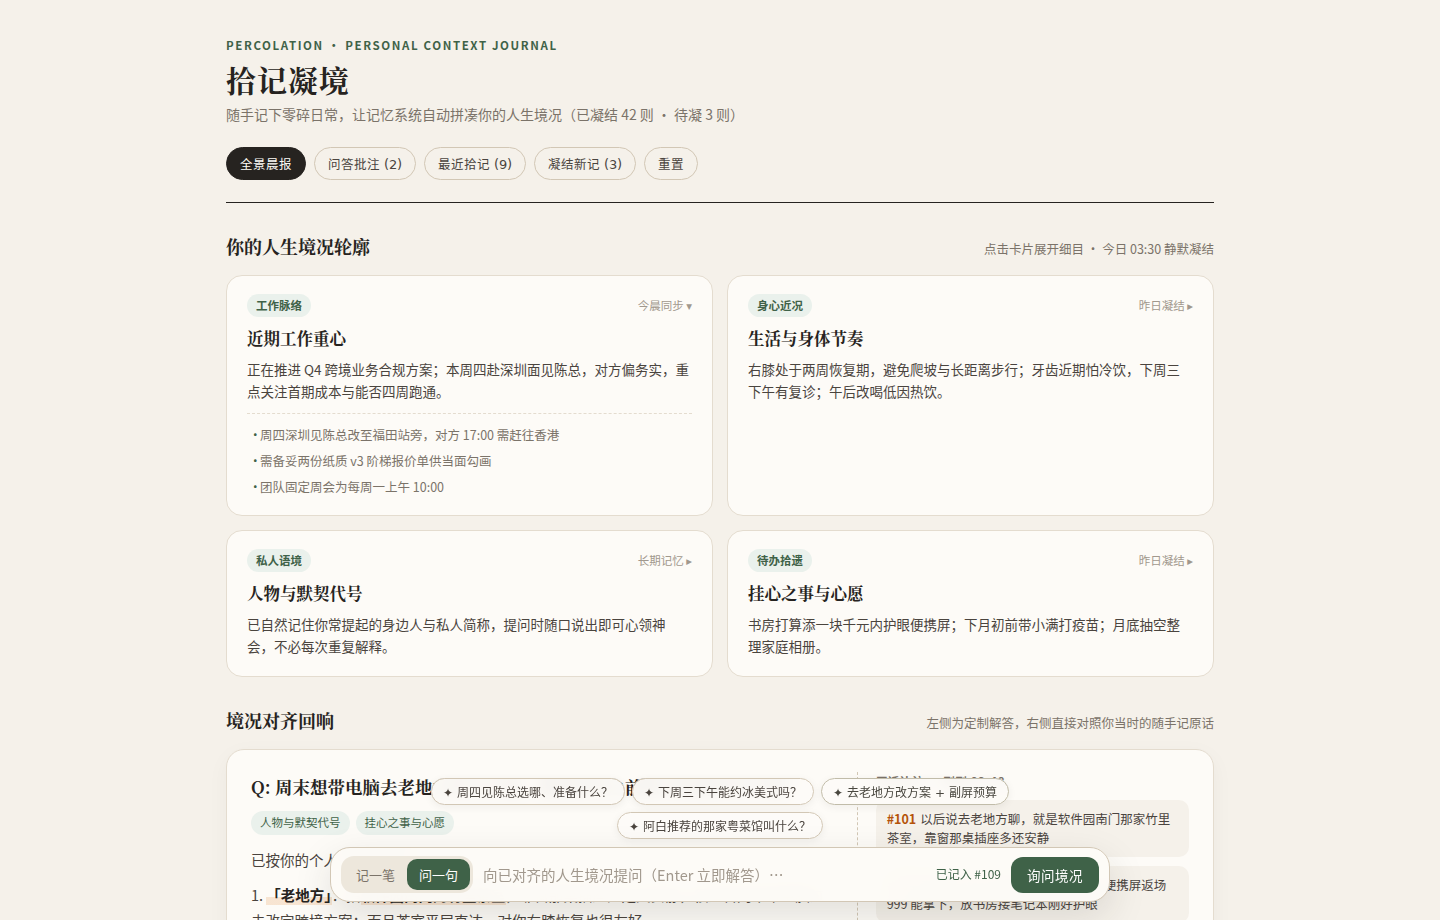 PERCOLATION · PERSONAL CONTEXT JOURNAL
拾记凝境
随手记下零碎日常，让记忆系统自动拼凑你的人生境况（已凝结 42 则 · 待凝 3 则）
全景晨报
问答批注 (2)
最近拾记 (9)
凝结新记 (3)
重置
你的人生境况轮廓
点击卡片展开细目 · 今日 03:30 静默凝结
工作脉络
今晨同步 ▾
近期工作重心
正在推进 Q4 跨境业务合规方案；本周四赴深圳面见陈总，对方偏务实，重
点关注首期成本与能否四周跑通。
• 周四深圳见陈总改至福田站旁，对方 17:00 需赶往香港
• 需备妥两份纸质 v3 阶梯报价单供当面勾画
• 团队固定周会为每周一上午 10:00
身心近况
昨日凝结 ▸
生活与身体节奏
右膝处于两周恢复期，避免爬坡与长距离步行；牙齿近期怕冷饮，下周三
下午有复诊；午后改喝低因热饮。
私人语境
长期记忆 ▸
人物与默契代号
已自然记住你常提起的身边人与私人简称，提问时随口说出即可心领神
会，不必每次重复解释。
待办拾遗
昨日凝结 ▸
挂心之事与心愿
书房打算添一块千元内护眼便携屏；下月初前带小满打疫苗；月底抽空整
理家庭相册。
境况对齐回响
左侧为定制解答，右侧直接对照你当时的随手记原话
Q: 周末想带电脑去老地
✦ 周四见陈总选哪、准备什么？
✦ 下周三下午能约冰美式吗？
✦ 去老地方改方案 + 副屏预算
人物与默契代号
挂心之事与心愿
✦ 阿白推荐的那家粤菜馆叫什么？
#101 以后说去老地方聊，就是软件园南门那家竹里
茶室，靠窗那桌插座多还安静
已按你的个人
记一笔
问一句
向已对齐的人生境况提问（Enter 立即解答）…
已记入 #109
询问境况
便携屏返场
1. 「老地方」
999 能拿下，放书房接笔记本刚好护眼